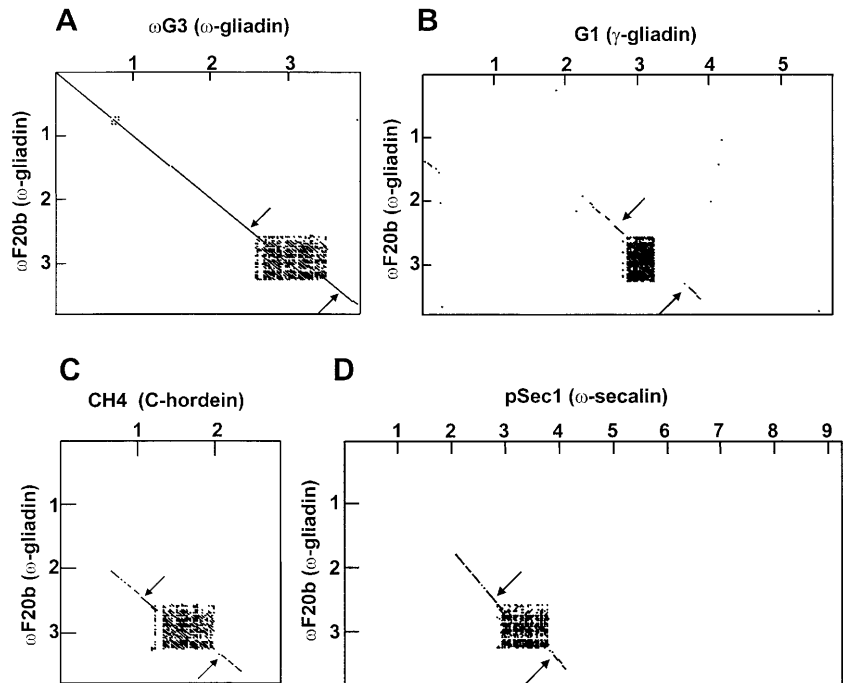 A
ωG3 (ω-gliadin)
1 2 3
ωF20b (ω-gliadin)
1
2
3
B
G1 (γ-gliadin)
1 2 3 4 5
ωF20b (ω-gliadin)
1
2
3
C
CH4 (C-hordein)
1 2
ωF20b (ω-gliadin)
1
2
3
D
pSec1 (ω-secalin)
1 2 3 4 5 6 7 8 9
ωF20b (ω-gliadin)
1
2
3